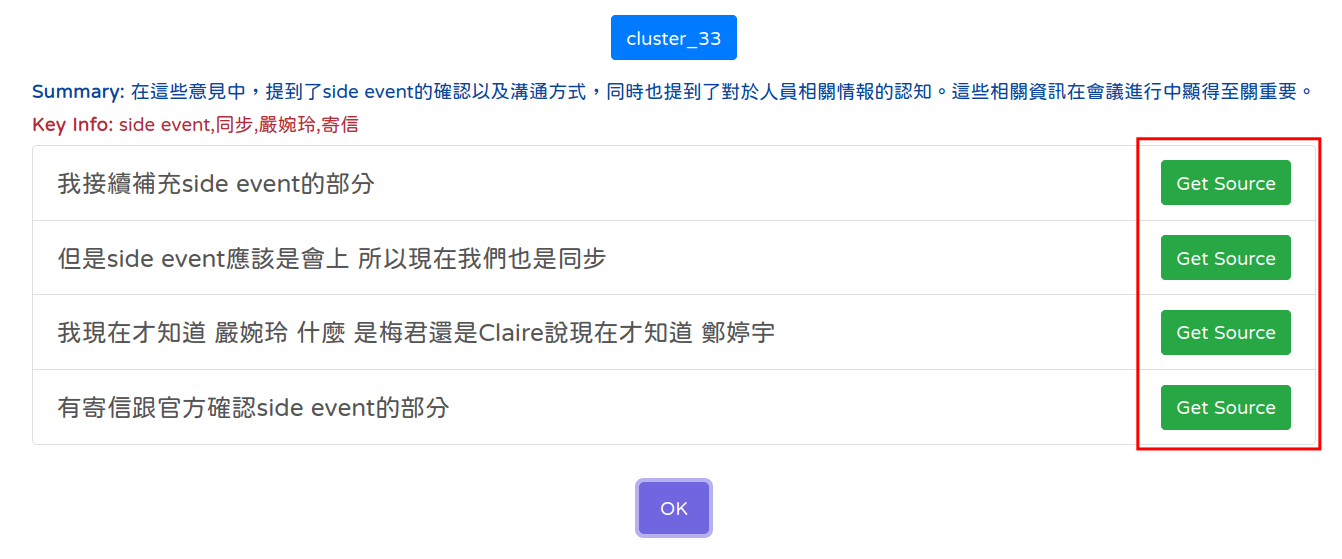 cluster_33
Summary: 在這些意見中，提到了side event的確認以及溝通方式，同時也提到了對於人員相關情報的認知。這些相關資訊在會議進行中顯得至關重要。
Key Info: side event,同步,嚴婉玲,寄信
我接續補充side event的部分 Get Source
但是side event應該是會上 所以現在我們也是同步 Get Source
我現在才知道 嚴婉玲 什麼 是梅君還是Claire說現在才知道 鄭婷宇 Get Source
有寄信跟官方確認side event的部分 Get Source
OK